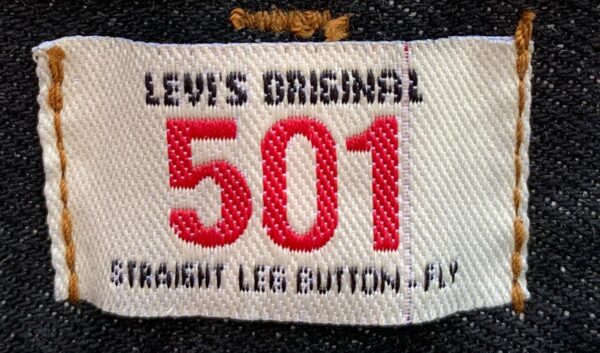 LEVI'S ORIGINAL
501
STRAIGHT LEG BUTTON-FLY